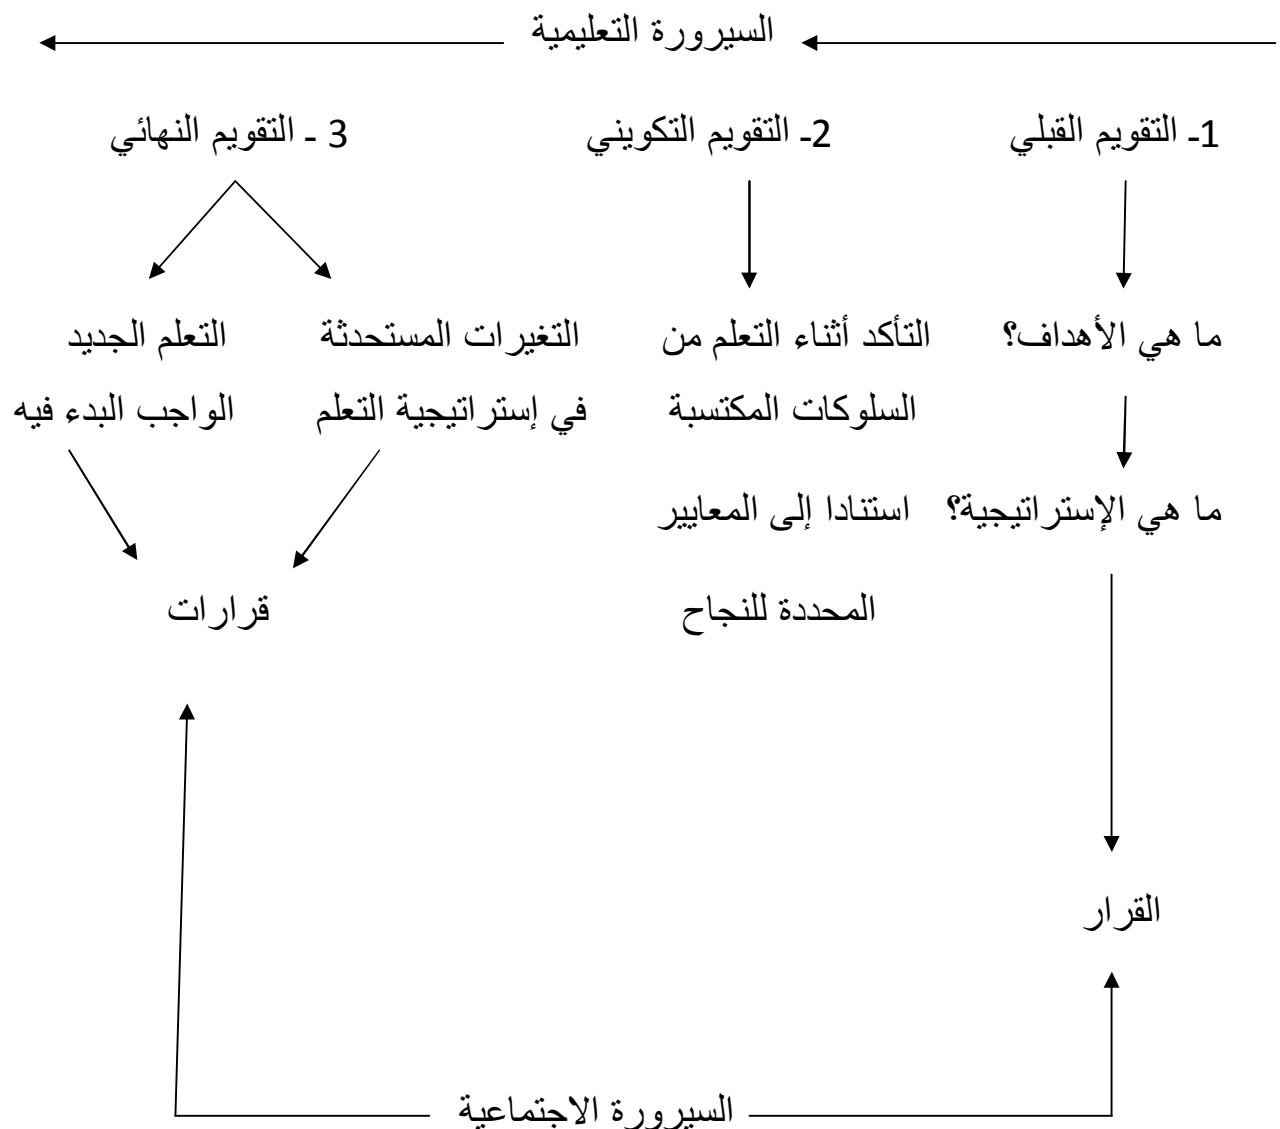 السيرورة التعليمية
1ـ التقويم القبلي
2ـ التقويم التكويني
3 ـ التقويم النهائي
ما هي الأهداف؟
ما هي الإستراتيجية؟
القرار
التأكد أثناء التعلم من
السلوكات المكتسبة
استنادا إلى المعايير
المحددة للنجاح
التغيرات المستحدثة
في إستراتيجية التعلم
التعلم الجديد
الواجب البدء فيه
قرارات
السيرورة الاجتماعية